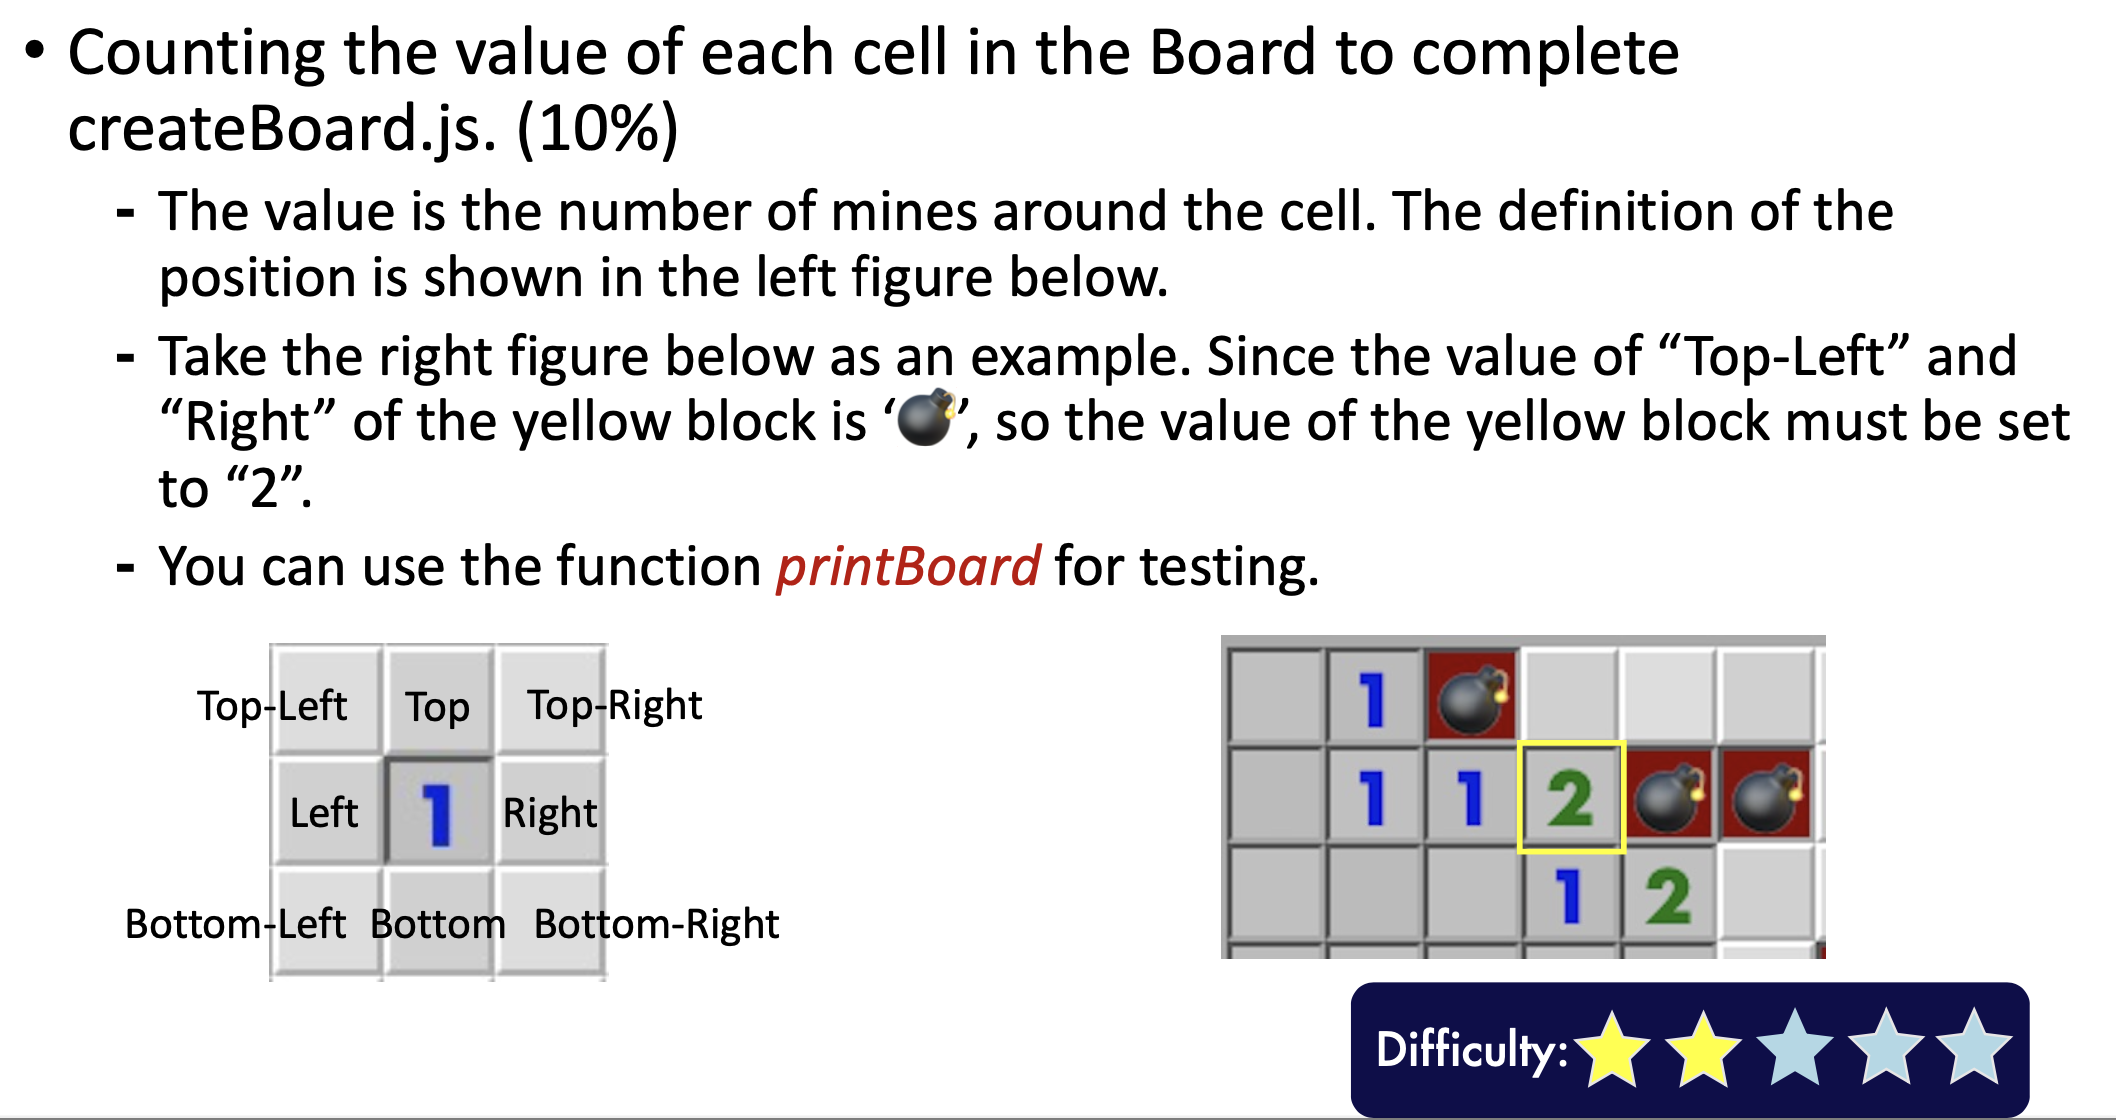 • Counting the value of each cell in the Board to complete
createBoard.js. (10%)
- The value is the number of mines around the cell. The definition of the
position is shown in the left figure below.
- Take the right figure below as an example. Since the value of “Top-Left” and
“Right” of the yellow block is ‘💣’, so the value of the yellow block must be set
to “2”.
- You can use the function printBoard for testing.
Top-Left Top Top-Right
Left 1 Right
Bottom-Left Bottom Bottom-Right
1
1 1 2
1 2
Difficulty: